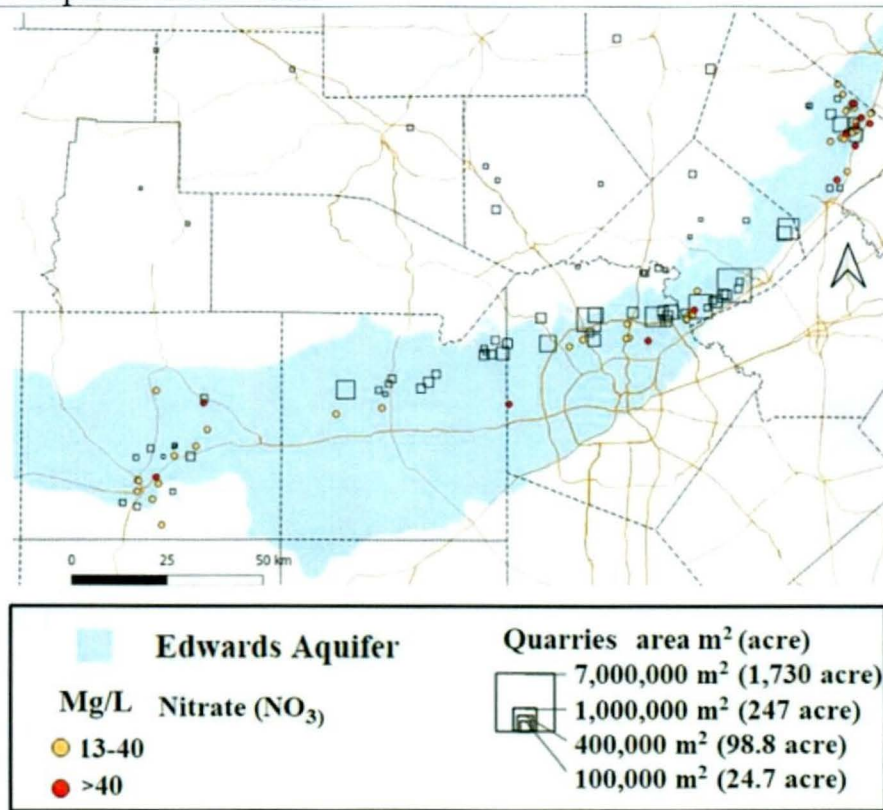 0 25 50 km
Edwards Aquifer
Mg/L Nitrate (NO₃)
13-40
>40
Quarries area m² (acre)
7,000,000 m² (1,730 acre)
1,000,000 m² (247 acre)
400,000 m² (98.8 acre)
100,000 m² (24.7 acre)